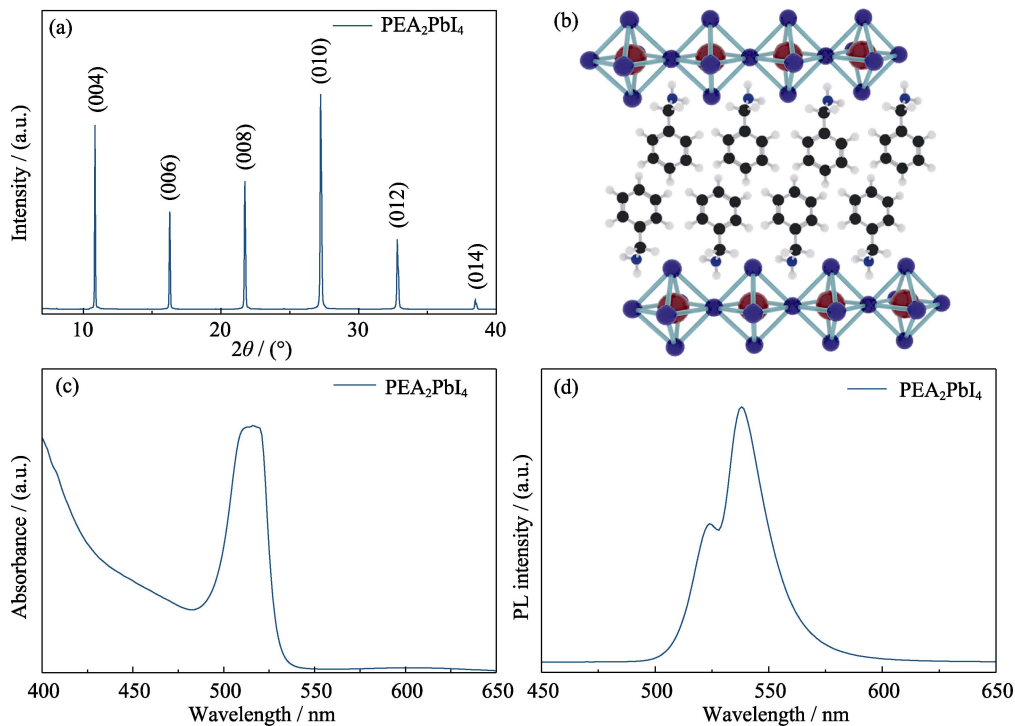 (a)
PEA₂PbI₄
(004)
(006)
(008)
(010)
(012)
(014)
Intensity / (a.u.)
10 20 30 40
2θ / (°)
(b)
(c)
PEA₂PbI₄
Absorbance / (a.u.)
400 450 500 550 600 650
Wavelength / nm
(d)
PEA₂PbI₄
PL intensity / (a.u.)
450 500 550 600 650
Wavelength / nm